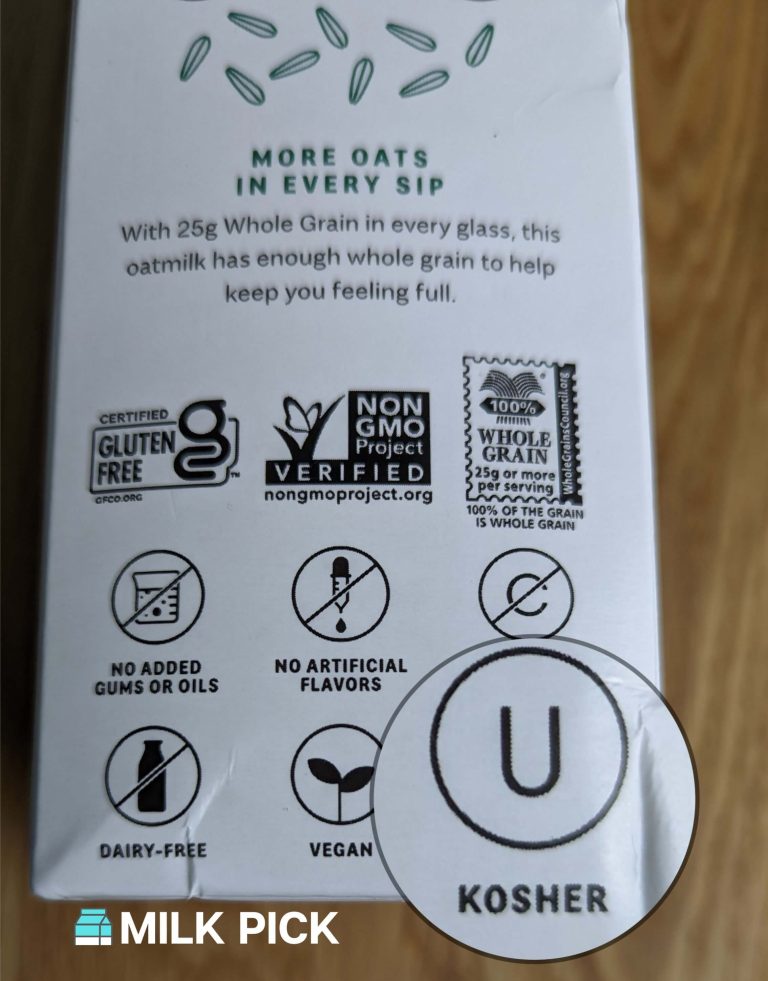 MORE OATS
IN EVERY SIP
With 25g Whole Grain in every glass, this
oatmilk has enough whole grain to help
keep you feeling full.
CERTIFIED
GLUTEN
FREE
g
™
GFCO.ORG
NON
GMO
Project
VERIFIED
nongmoproject.org
100%
WHOLE
GRAIN
25g or more
per serving
WholeGrainsCouncil.org
100% OF THE GRAIN
IS WHOLE GRAIN
C
NO ADDED
GUMS OR OILS
NO ARTIFICIAL
FLAVORS
DAIRY-FREE
VEGAN
U
KOSHER
MILK PICK